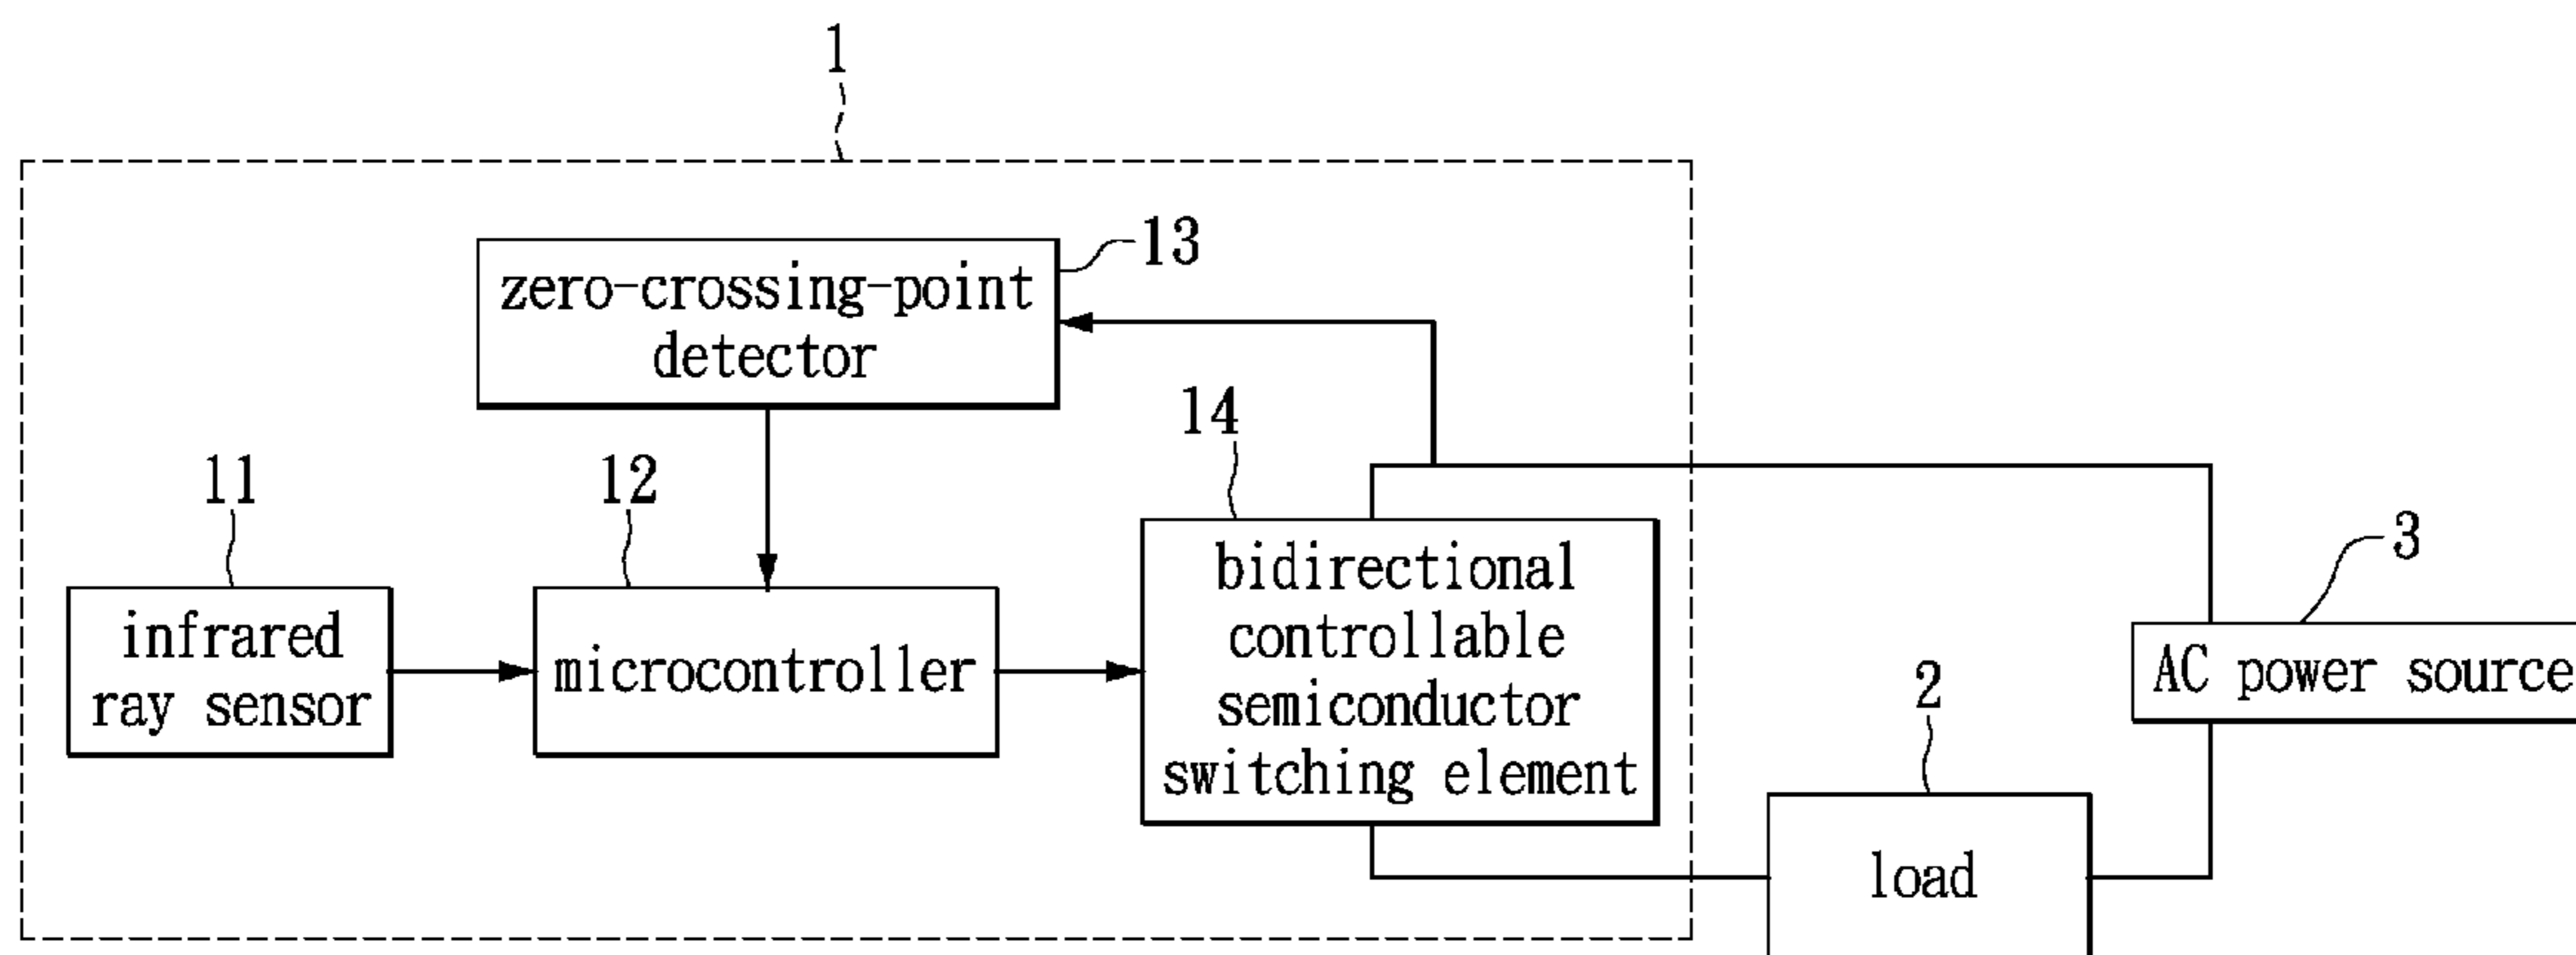 1
zero-crossing-point
detector
13
14
11
12
infrared
ray sensor
microcontroller
bidirectional
controllable
semiconductor
switching element
3
AC power source
2
load